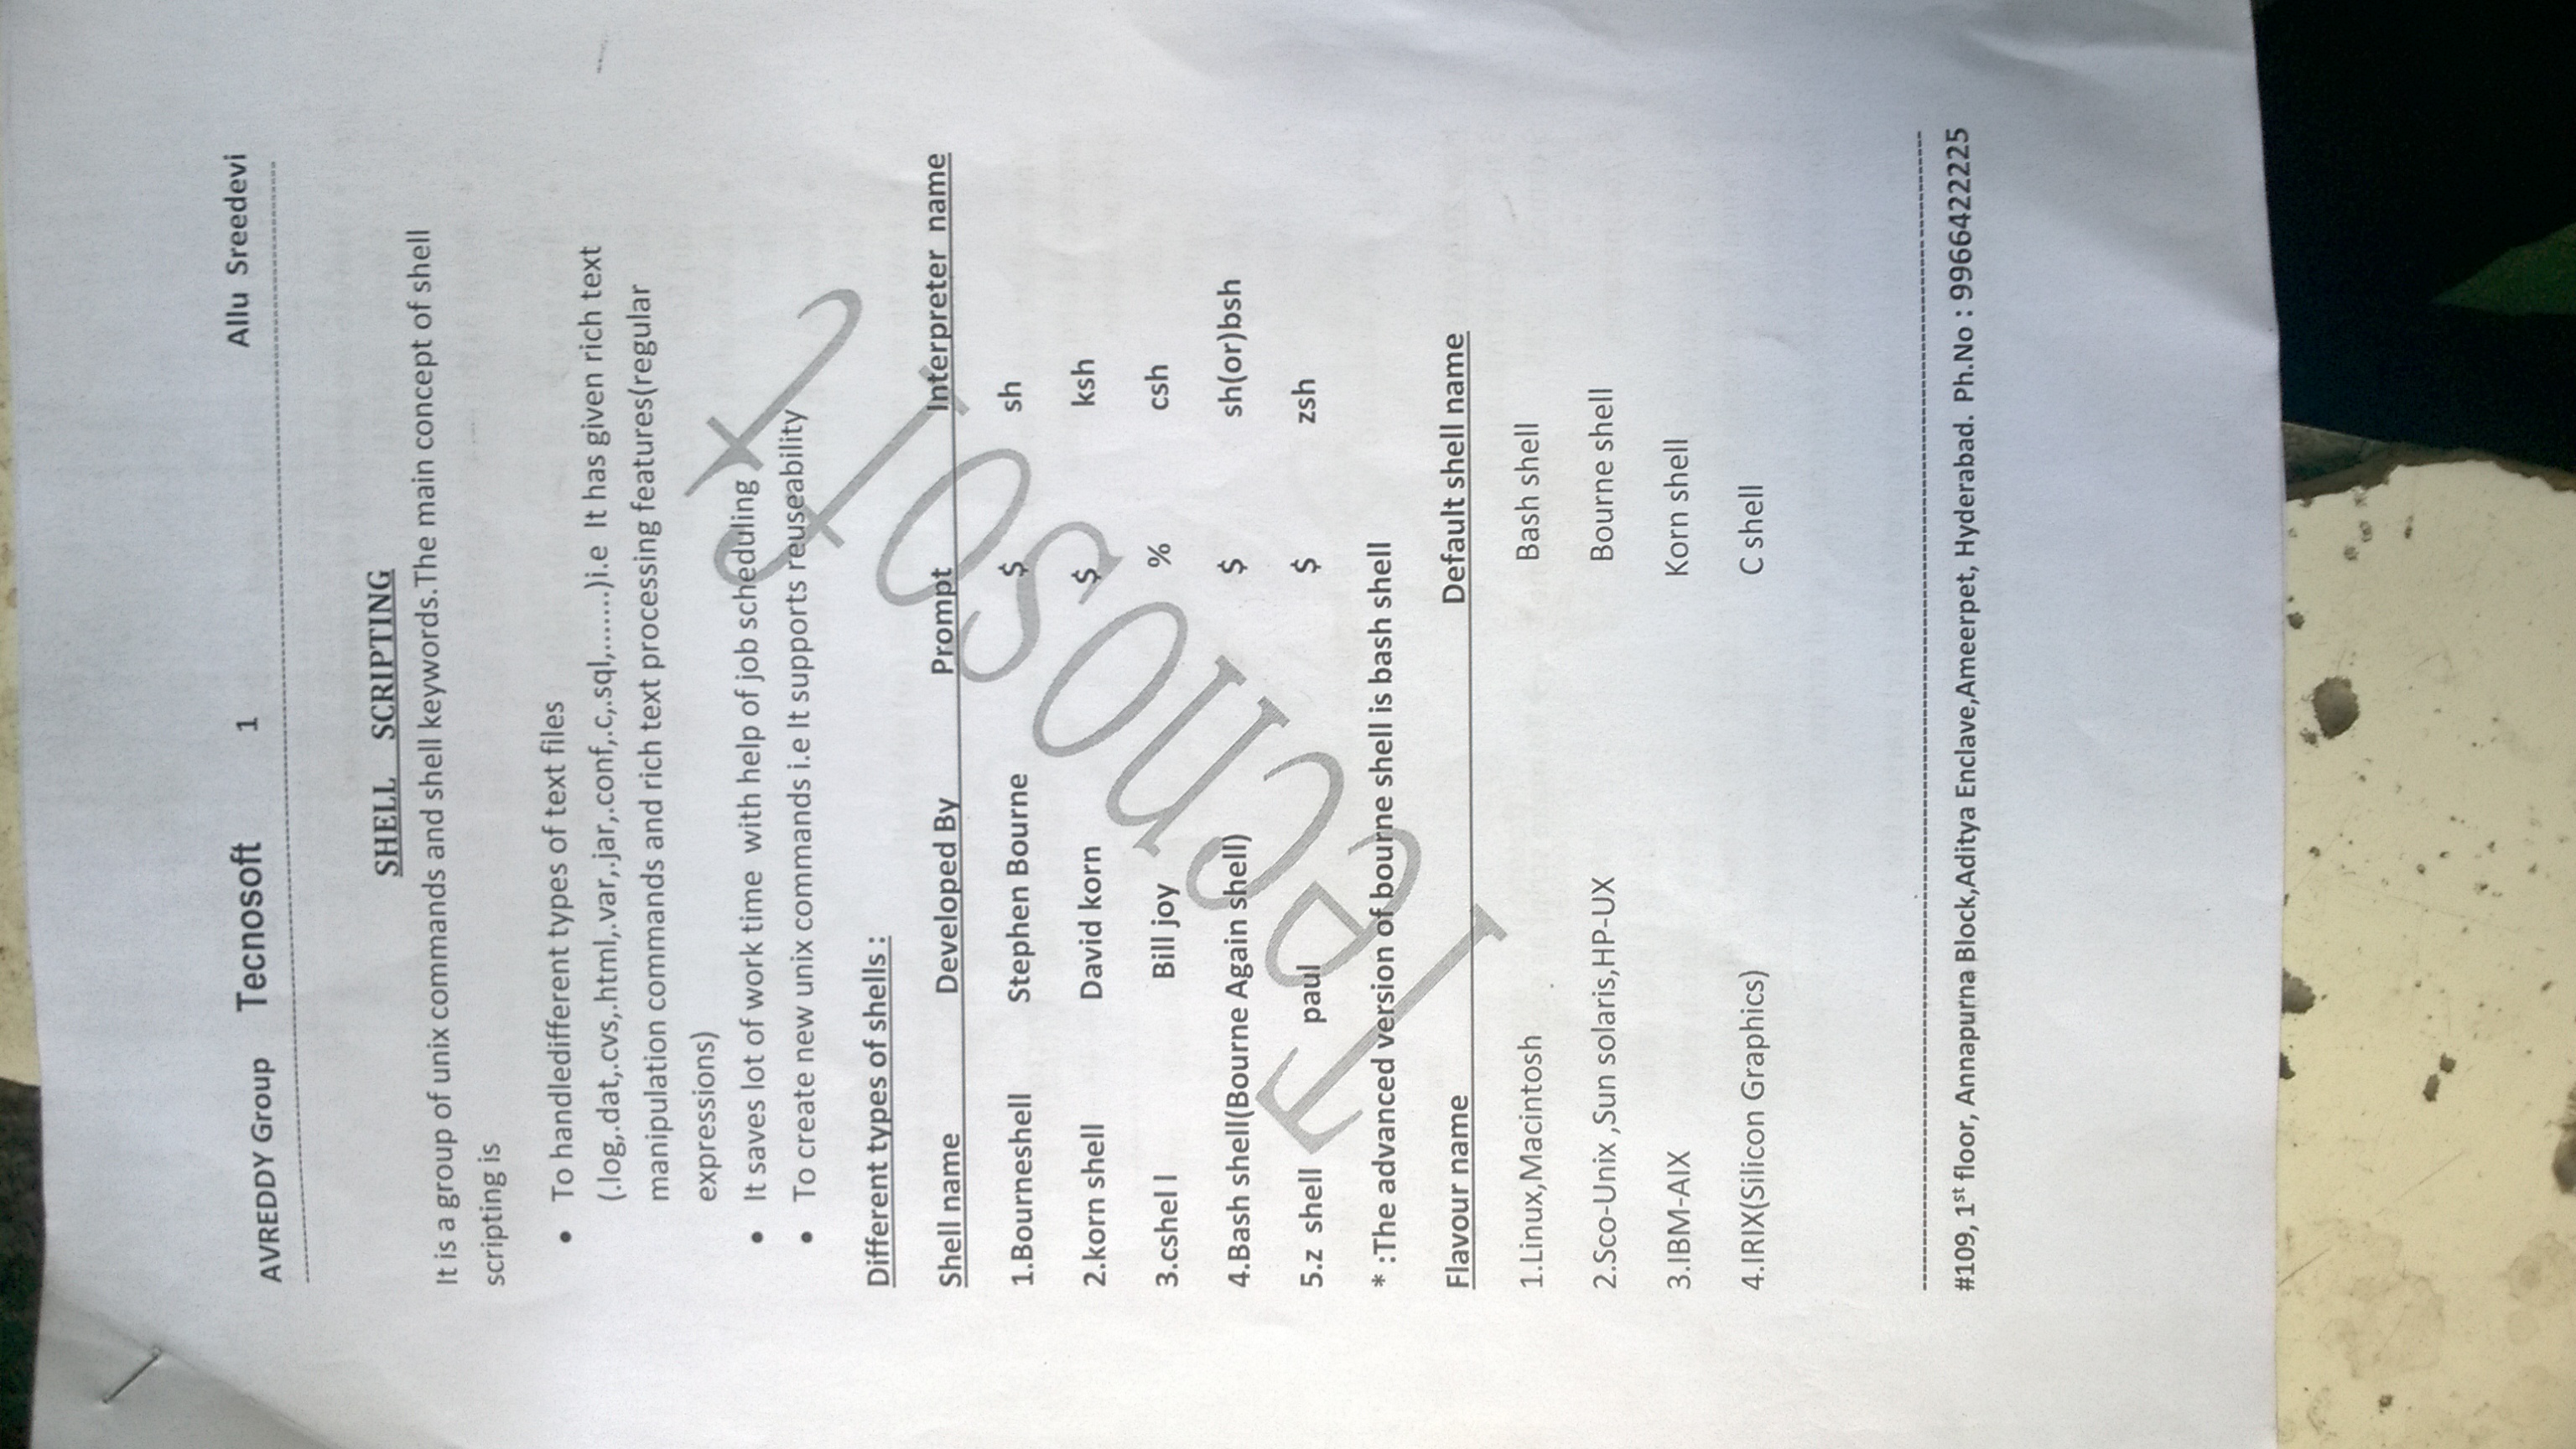 AVREDDY Group Tecnosoft 1 Allu Sreedevi
SHELL SCRIPTING
It is a group of unix commands and shell keywords.The main concept of shell
scripting is
• To handledifferent types of text files
(.log,.dat,.cvs,.html,.var,.jar,.conf,.c,.sql,.......)i.e It has given rich text
manipulation commands and rich text processing features(regular
expressions)
• It saves lot of work time with help of job scheduling
• To create new unix commands i.e It supports reuseability
Different types of shells :
Shell name Developed By Prompt Interpreter name
1.Bourneshell Stephen Bourne $ sh
2.korn shell David korn $ ksh
3.cshel l Bill joy % csh
4.Bash shell(Bourne Again shell) $ sh(or)bsh
5.z shell paul $ zsh
* :The advanced version of bourne shell is bash shell
Flavour name Default shell name
1.Linux,Macintosh Bash shell
2.Sco-Unix ,Sun solaris,HP-UX Bourne shell
3.IBM-AIX Korn shell
4.IRIX(Silicon Graphics) C shell
#109, 1st floor, Annapurna Block,Aditya Enclave,Ameerpet, Hyderabad. Ph.No : 9966422225
Tecnosoft